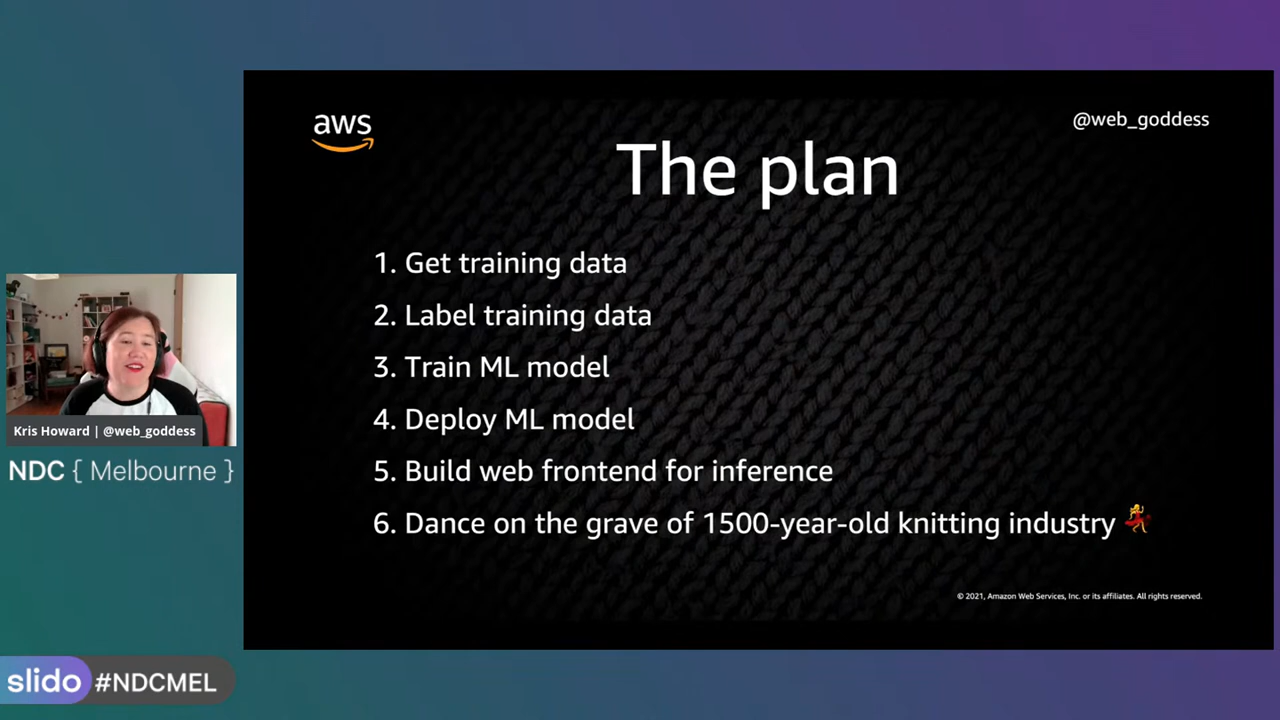 aws
@web_goddess
The plan
1. Get training data
2. Label training data
3. Train ML model
4. Deploy ML model
5. Build web frontend for inference
6. Dance on the grave of 1500-year-old knitting industry 💃
© 2021, Amazon Web Services, Inc. or its affiliates. All rights reserved.
Kris Howard | @web_goddess
NDC { Melbourne }
slido #NDCMEL